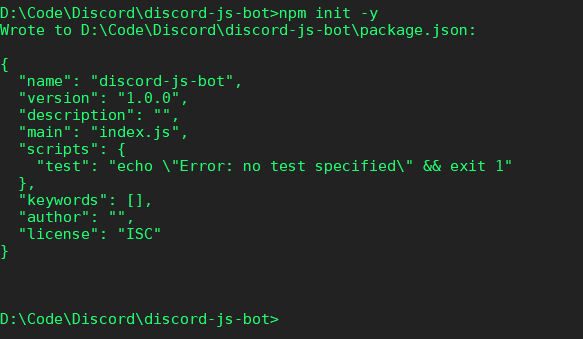 D:\Code\Discord\discord-js-bot>npm init -y
Wrote to D:\Code\Discord\discord-js-bot\package.json:
{
  "name": "discord-js-bot",
  "version": "1.0.0",
  "description": "",
  "main": "index.js",
  "scripts": {
    "test": "echo \"Error: no test specified\" && exit 1"
  },
  "keywords": [],
  "author": "",
  "license": "ISC"
}
D:\Code\Discord\discord-js-bot>